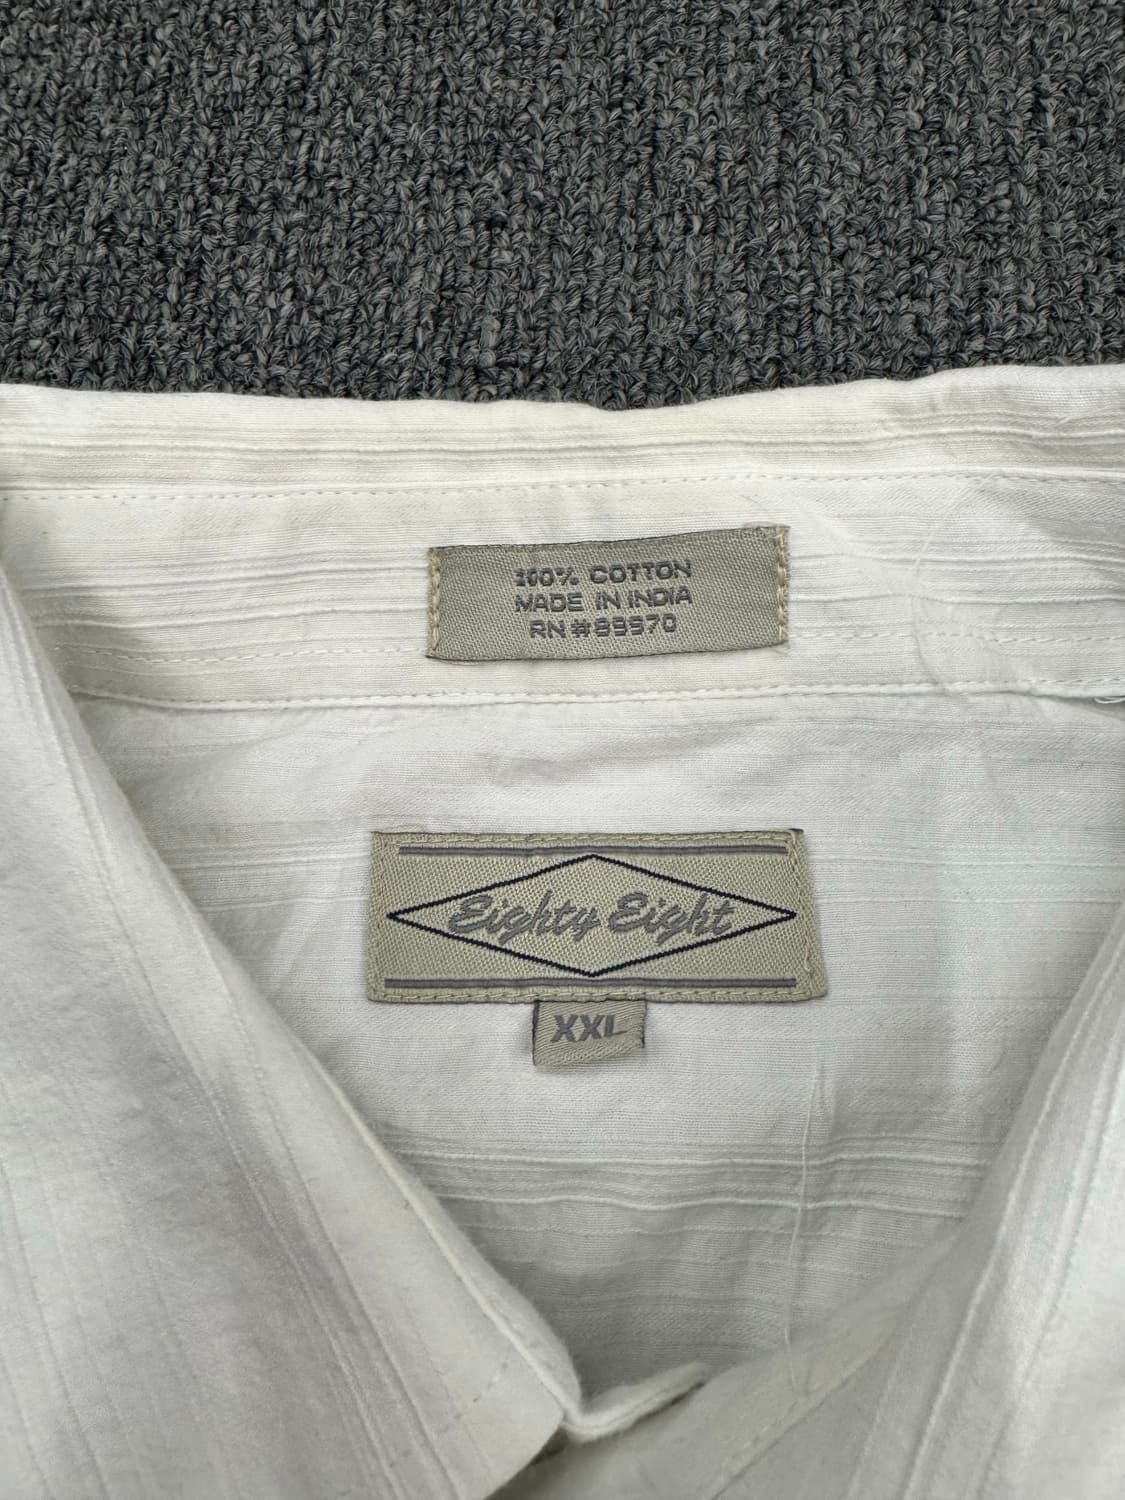 100% COTTON
MADE IN INDIA
RN#89970
Eighty Eight
XXL